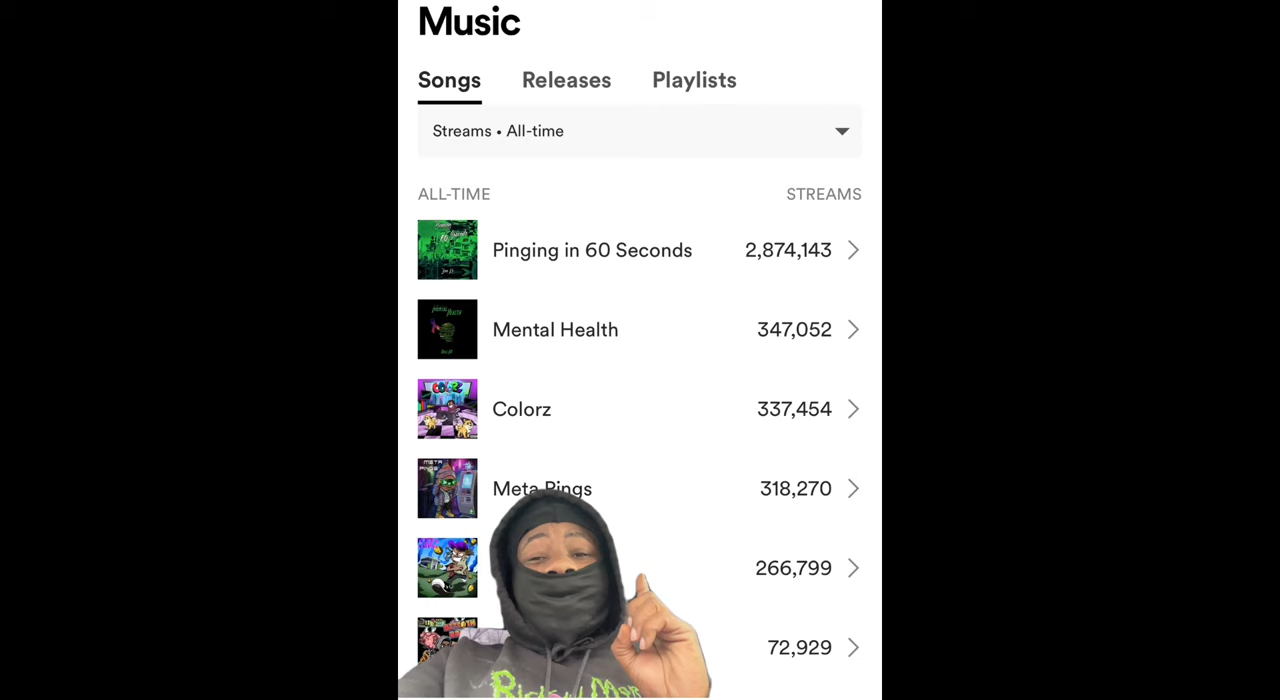 Music
Songs Releases Playlists
Streams • All-time
ALL-TIME STREAMS
Pinging in 60 Seconds 2,874,143
Mental Health 347,052
Colorz 337,454
Meta Pings 318,270
266,799
72,929